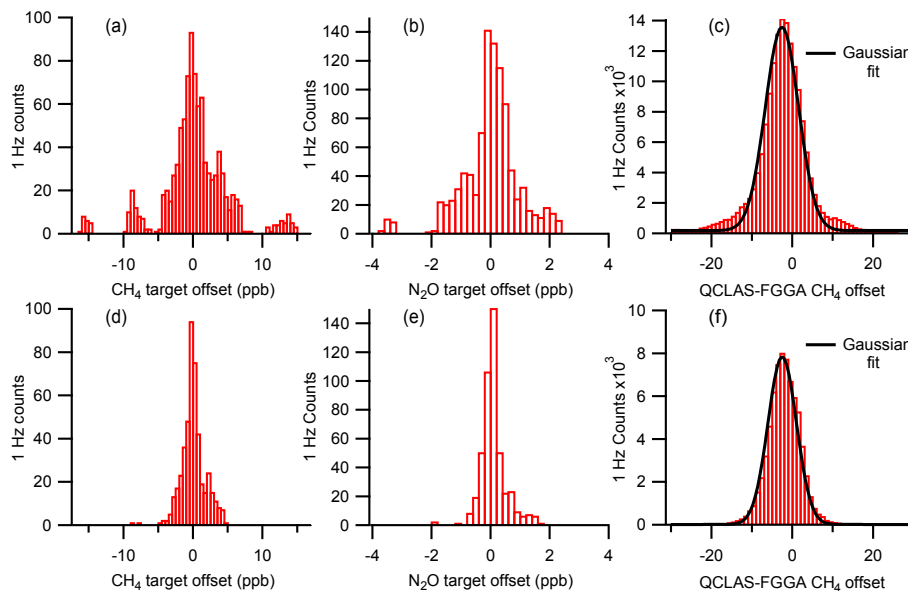 (a)
100
80
60
40
20
0
1 Hz Counts
-10
0
10
CH₄ target offset (ppb)
(b)
140
120
100
80
60
40
20
0
1 Hz Counts
-4
-2
0
2
4
N₂O target offset (ppb)
(c)
Gaussian
fit
14
12
10
8
6
4
2
0
1 Hz Counts x10³
-20
0
20
QCLAS-FGGA CH₄ offset
(d)
100
80
60
40
20
0
1 Hz Counts
-10
0
10
CH₄ target offset (ppb)
(e)
140
120
100
80
60
40
20
0
1 Hz Counts
-4
-2
0
2
4
N₂O target offset (ppb)
(f)
Gaussian
fit
10
8
6
4
2
0
1 Hz Counts x10³
-20
0
20
QCLAS-FGGA CH₄ offset